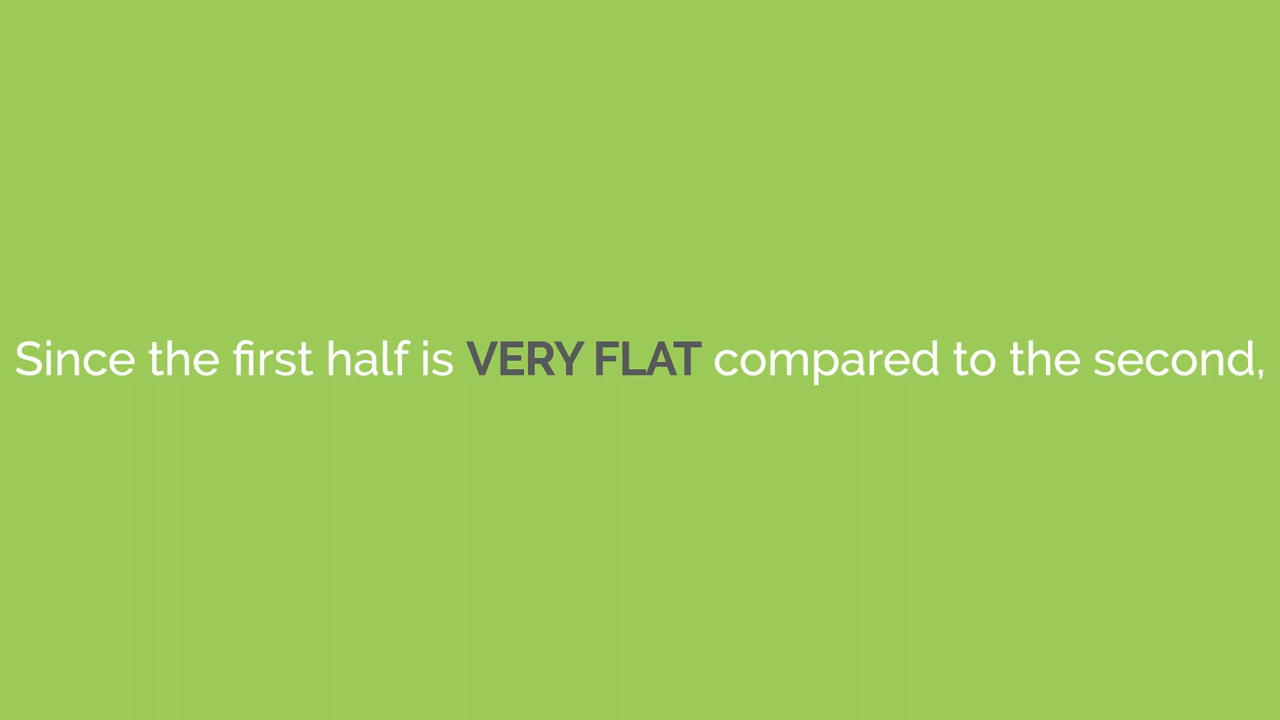 Since the first half is VERY FLAT compared to the second,